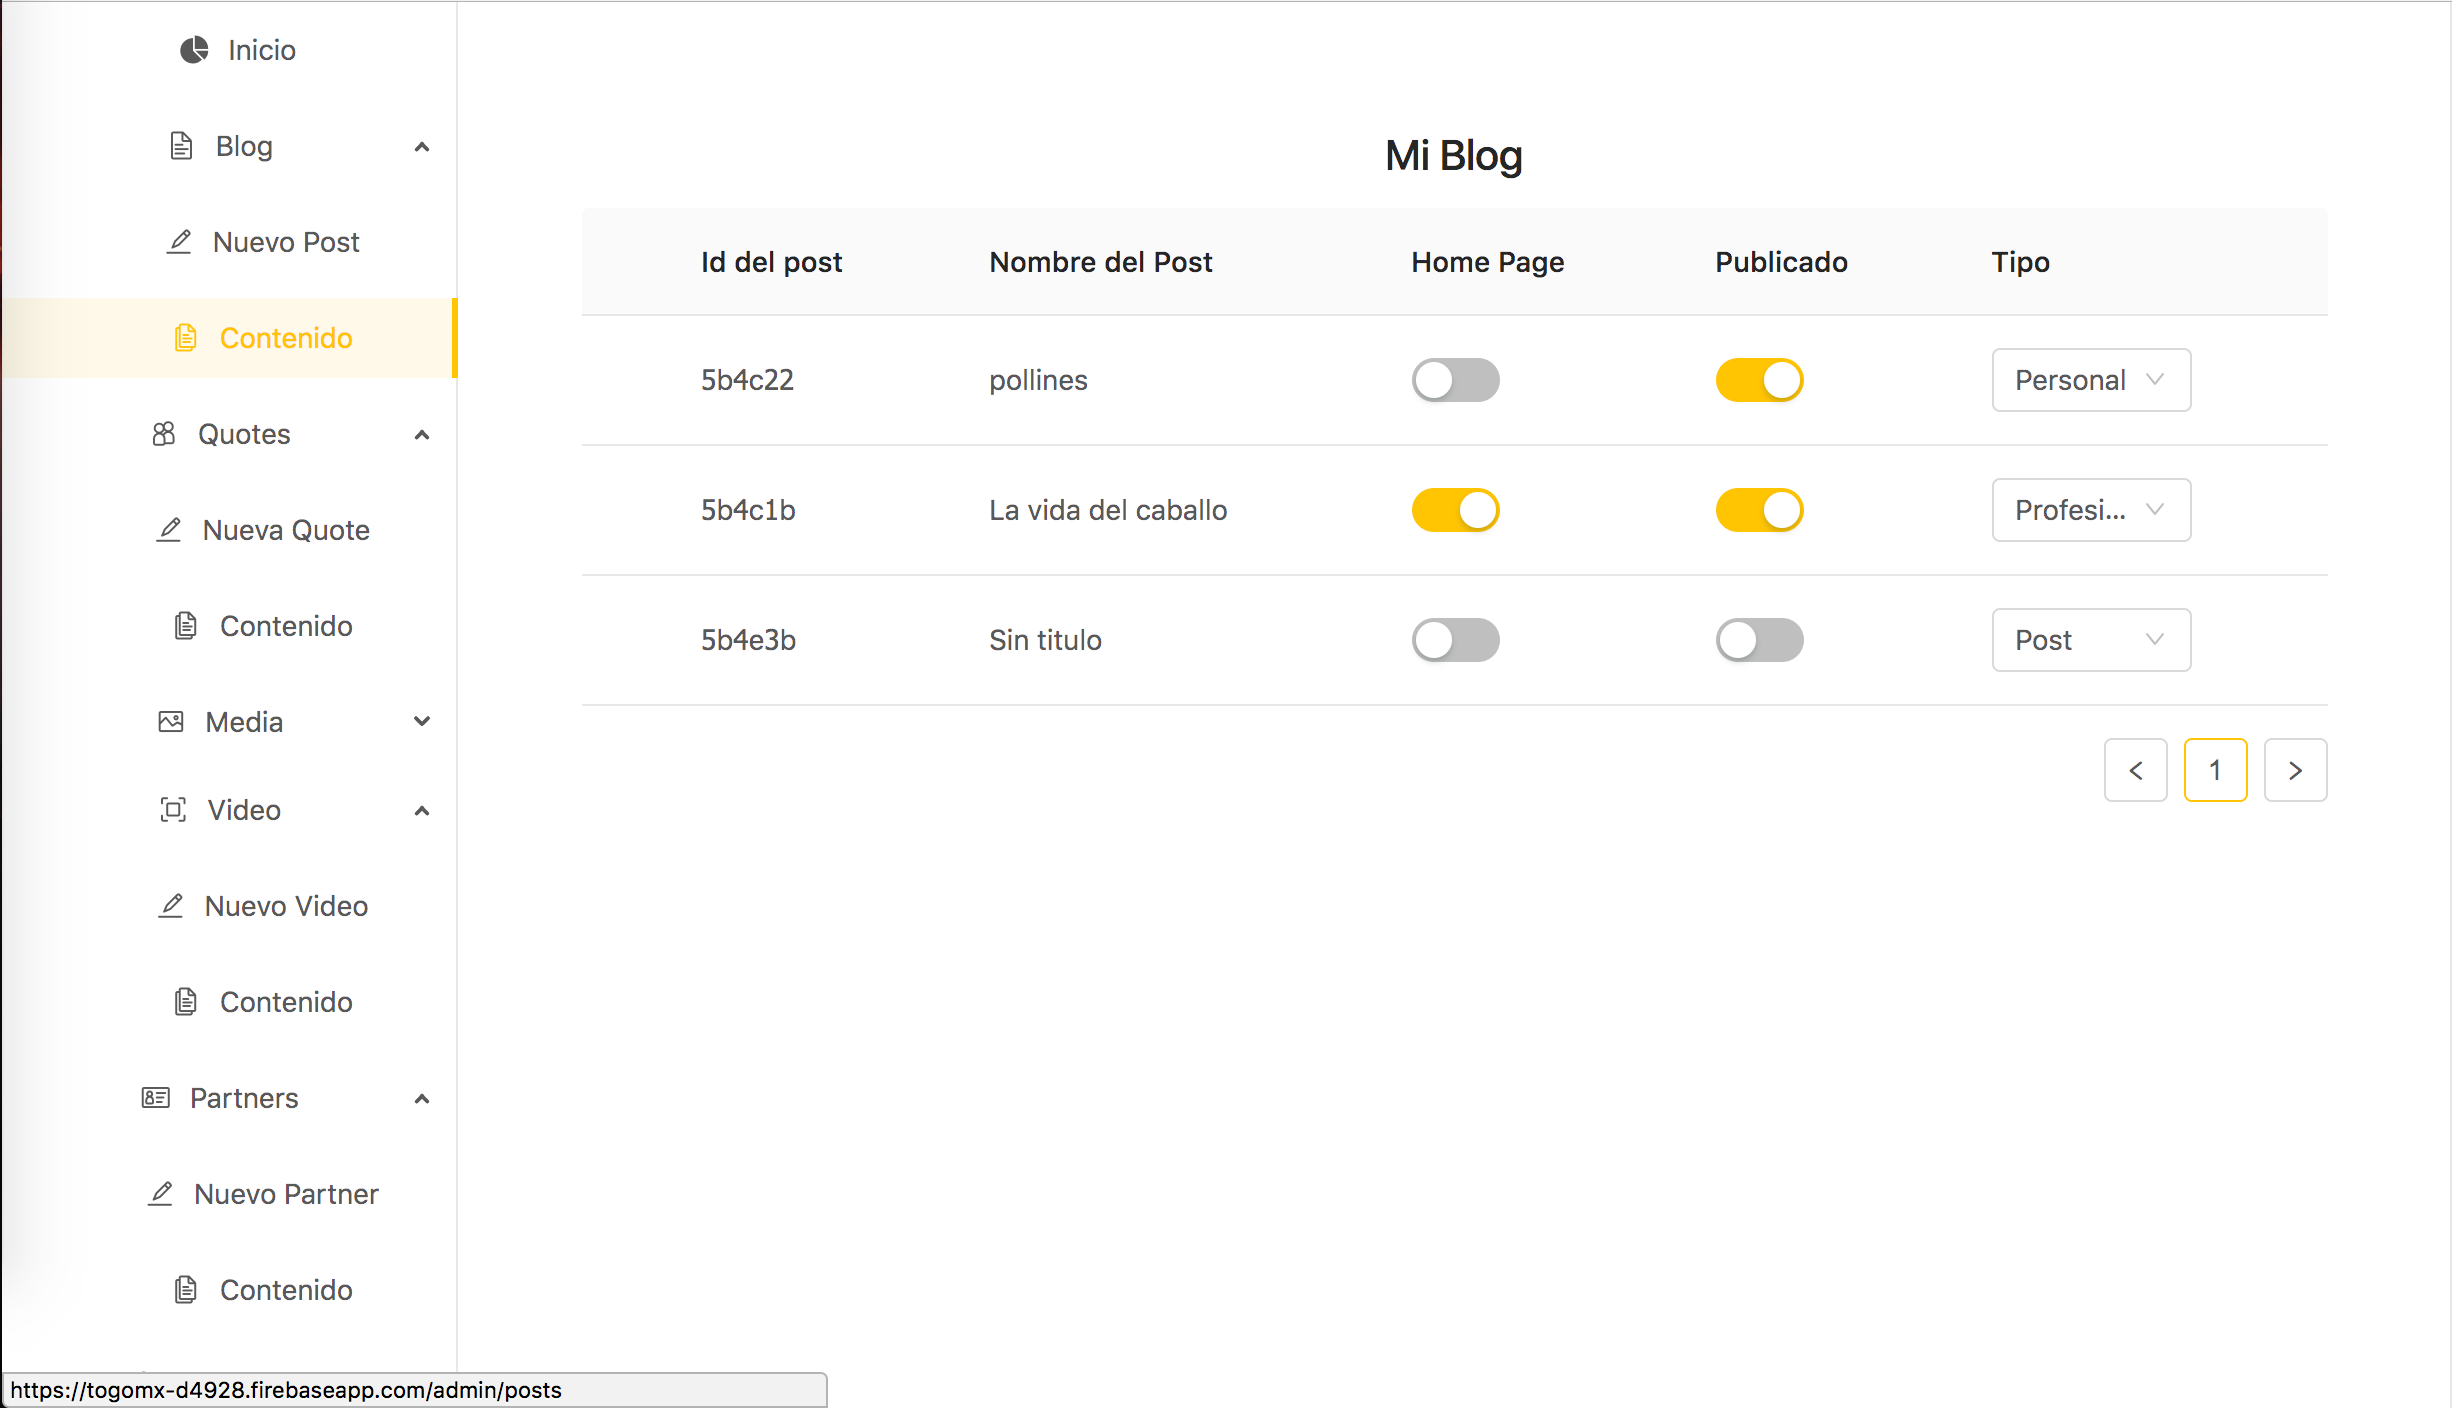 Inicio
Blog
Nuevo Post
Contenido
Quotes
Nueva Quote
Contenido
Media
Video
Nuevo Video
Contenido
Partners
Nuevo Partner
Contenido
Mi Blog
Id del post Nombre del Post Home Page Publicado Tipo
5b4c22 pollines Personal
5b4c1b La vida del caballo Profesi...
5b4e3b Sin titulo Post
1
https://togomx-d4928.firebaseapp.com/admin/posts